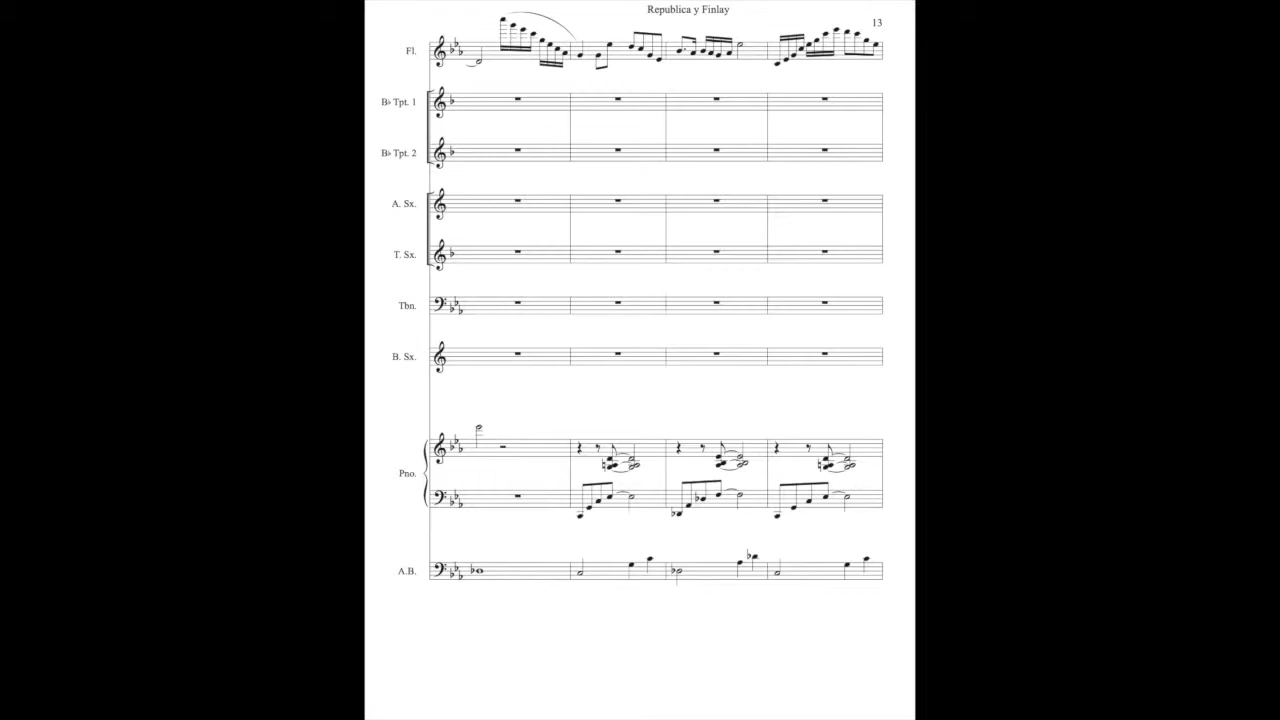 Republica y Finlay
13
Fl.
B♭ Tpt. 1
B♭ Tpt. 2
A. Sx.
T. Sx.
Tbn.
B. Sx.
Pno.
A.B.